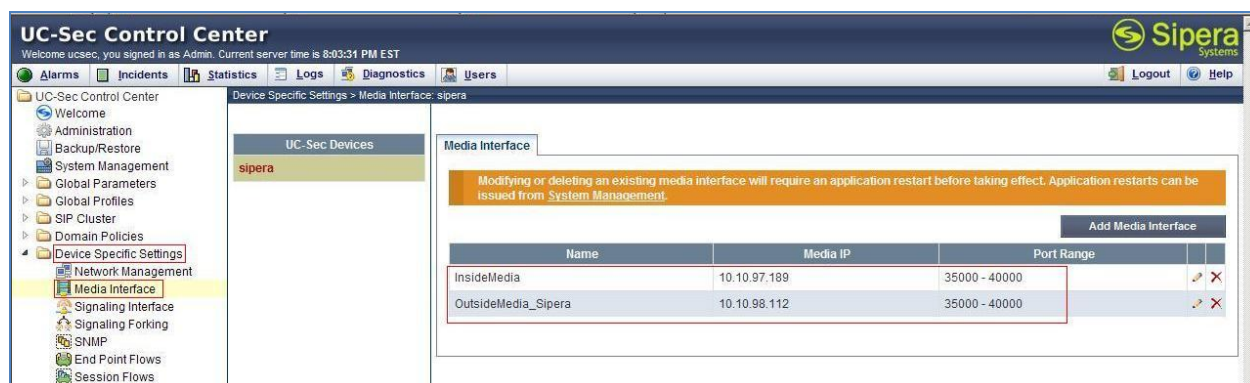 UC-Sec Control Center
Welcome ucsec, you signed in as Admin. Current server time is 8:03:31 PM EST
Sipera
Systems
Alarms Incidents Statistics Logs Diagnostics Users Logout Help
UC-Sec Control Center
Welcome
Administration
Backup/Restore
System Management
Global Parameters
Global Profiles
SIP Cluster
Domain Policies
Device Specific Settings
Network Management
Media Interface
Signaling Interface
Signaling Forking
SNMP
End Point Flows
Session Flows
Device Specific Settings > Media Interface: sipera
UC-Sec Devices
sipera
Media Interface
Modifying or deleting an existing media interface will require an application restart before taking effect. Application restarts can be
issued from System Management.
Add Media Interface
Name Media IP Port Range
InsideMedia 10.10.97.189 35000 - 40000
OutsideMedia_Sipera 10.10.98.112 35000 - 40000